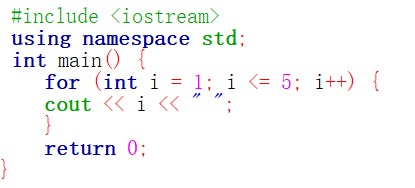 #include <iostream>
using namespace std;
int main() {
for (int i = 1; i <= 5; i++) {
cout << i << " ";
}
return 0;
}